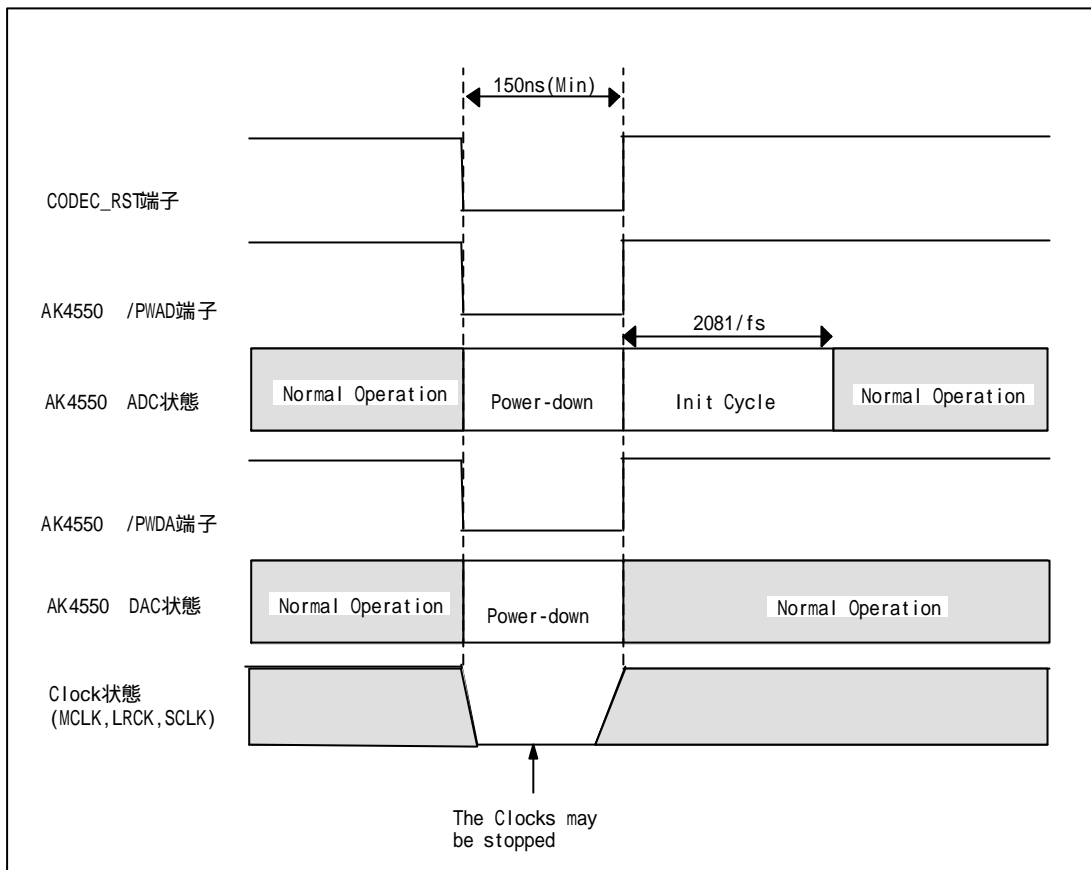 150ns(Min)
CODEC_RST端子
AK4550 /PWAD端子
2081/fs
AK4550 ADC状態 Normal Operation Power-down Init Cycle Normal Operation
AK4550 /PWDA端子
AK4550 DAC状態 Normal Operation Power-down Normal Operation
Clock状態
(MCLK,LRCK,SCLK)
The Clocks may
be stopped